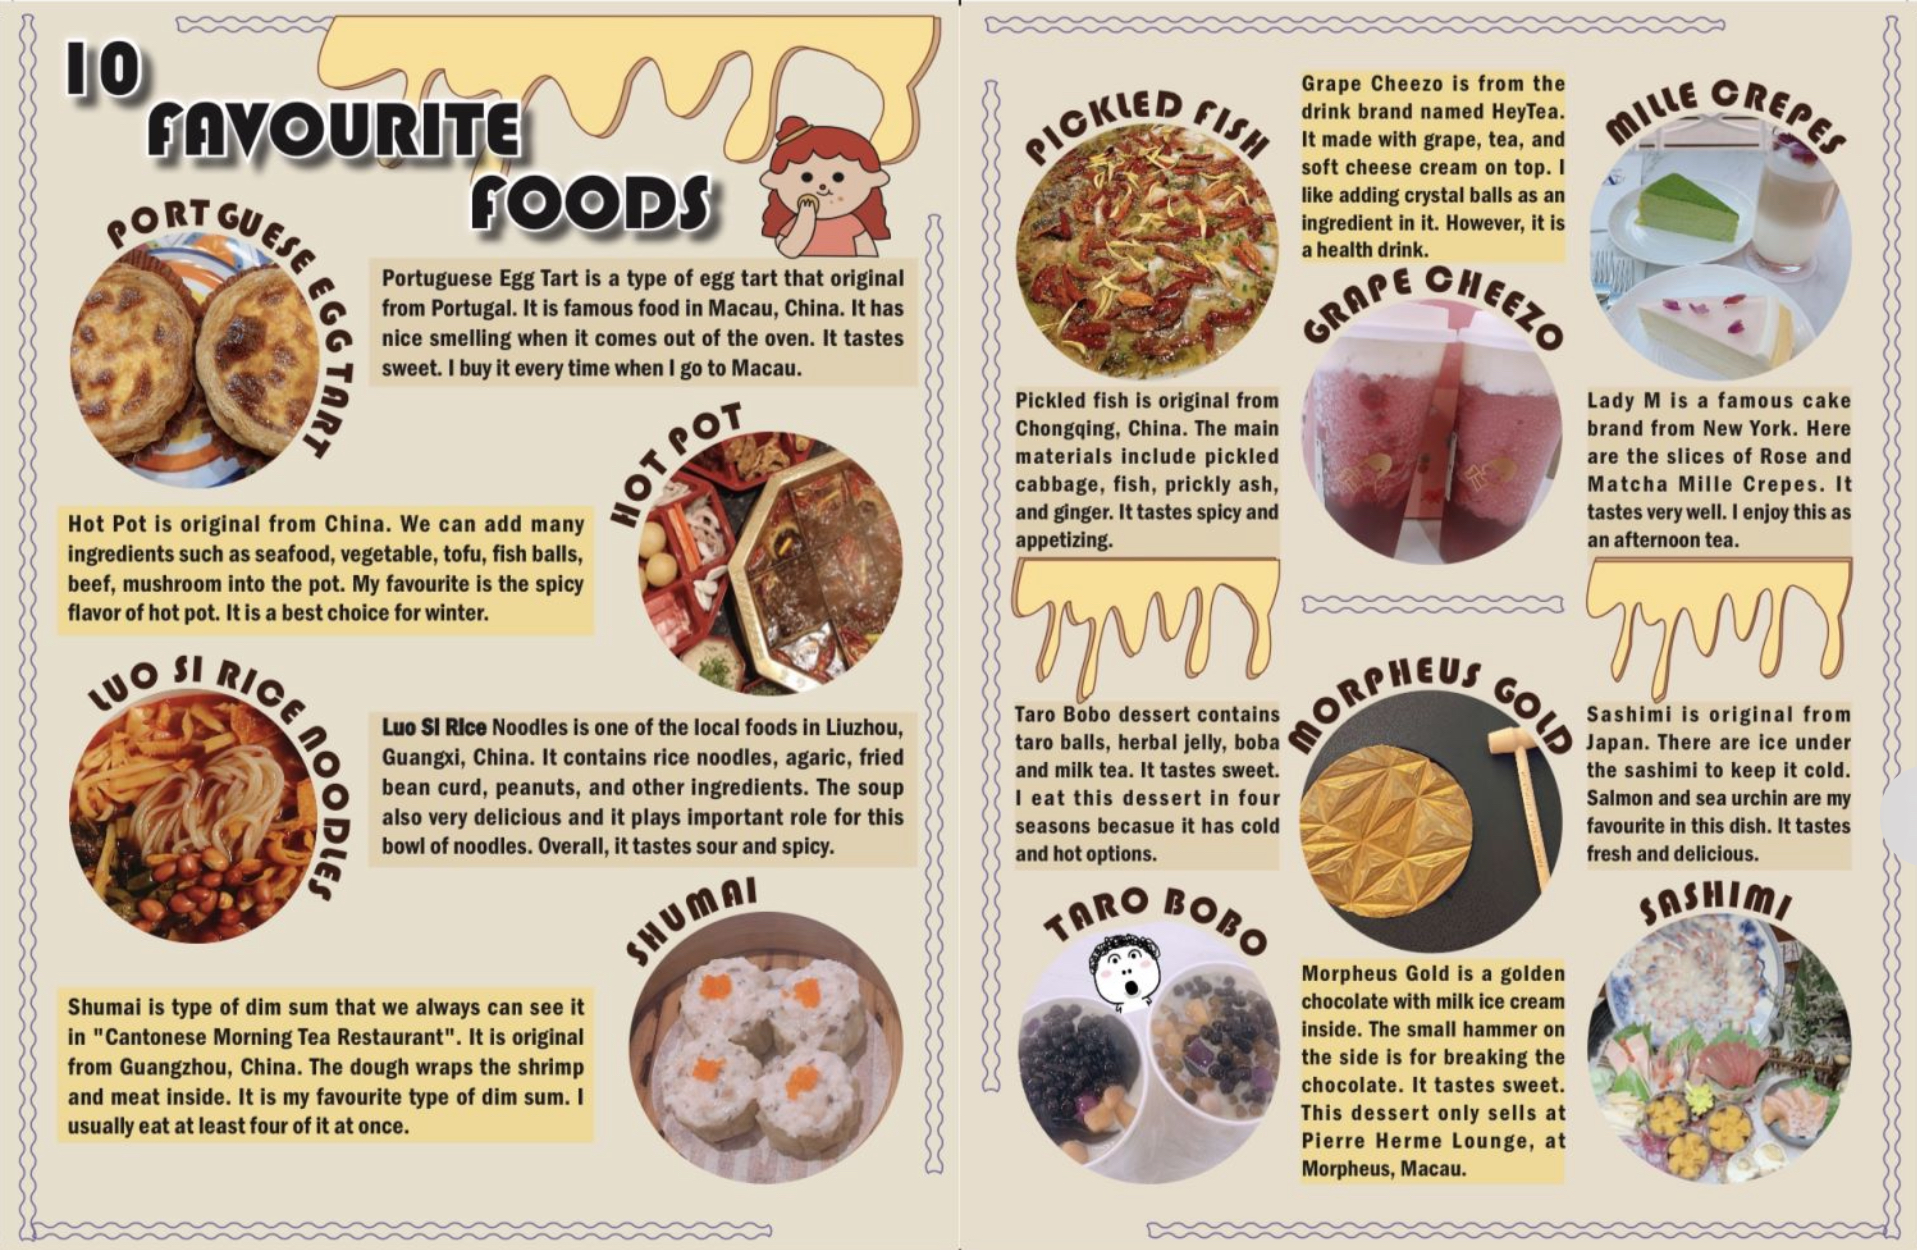 10
FAVOURITE
FOODS
PORTGUESE EGG TART
Portuguese Egg Tart is a type of egg tart that original
from Portugal. It is famous food in Macau, China. It has
nice smelling when it comes out of the oven. It tastes
sweet. I buy it every time when I go to Macau.
HOT POT
Hot Pot is original from China. We can add many
ingredients such as seafood, vegetable, tofu, fish balls,
beef, mushroom into the pot. My favourite is the spicy
flavor of hot pot. It is a best choice for winter.
LUO SI RICE NOODLES
Luo SI RIce Noodles is one of the local foods in Liuzhou,
Guangxi, China. It contains rice noodles, agaric, fried
bean curd, peanuts, and other ingredients. The soup
also very delicious and it plays important role for this
bowl of noodles. Overall, it tastes sour and spicy.
SHUMAI
Shumai is type of dim sum that we always can see it
in "Cantonese Morning Tea Restaurant". It is original
from Guangzhou, China. The dough wraps the shrimp
and meat inside. It is my favourite type of dim sum. I
usually eat at least four of it at once.
PICKLED FISH
Pickled fish is original from
Chongqing, China. The main
materials include pickled
cabbage, fish, prickly ash,
and ginger. It tastes spicy and
appetizing.
Grape Cheezo is from the
drink brand named HeyTea.
It made with grape, tea, and
soft cheese cream on top. I
like adding crystal balls as an
ingredient in it. However, it is
a health drink.
GRAPE CHEEZO
MILLE CREPES
Lady M is a famous cake
brand from New York. Here
are the slices of Rose and
Matcha Mille Crepes. It
tastes very well. I enjoy this as
an afternoon tea.
Taro Bobo dessert contains
taro balls, herbal jelly, boba
and milk tea. It tastes sweet.
I eat this dessert in four
seasons becasue it has cold
and hot options.
TARO BOBO
MORPHEUS GOLD
Morpheus Gold is a golden
chocolate with milk ice cream
inside. The small hammer on
the side is for breaking the
chocolate. It tastes sweet.
This dessert only sells at
Pierre Herme Lounge, at
Morpheus, Macau.
Sashimi is original from
Japan. There are ice under
the sashimi to keep it cold.
Salmon and sea urchin are my
favourite in this dish. It tastes
fresh and delicious.
SASHIMI